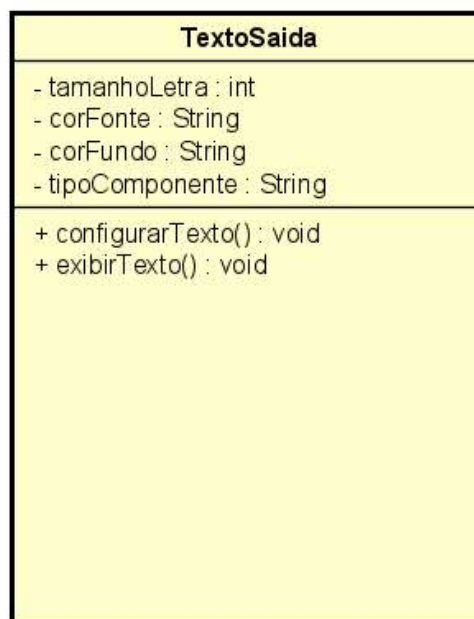 TextoSaida
- tamanhoLetra : int
- corFonte : String
- corFundo : String
- tipoComponente : String
+ configurarTexto() : void
+ exibirTexto() : void